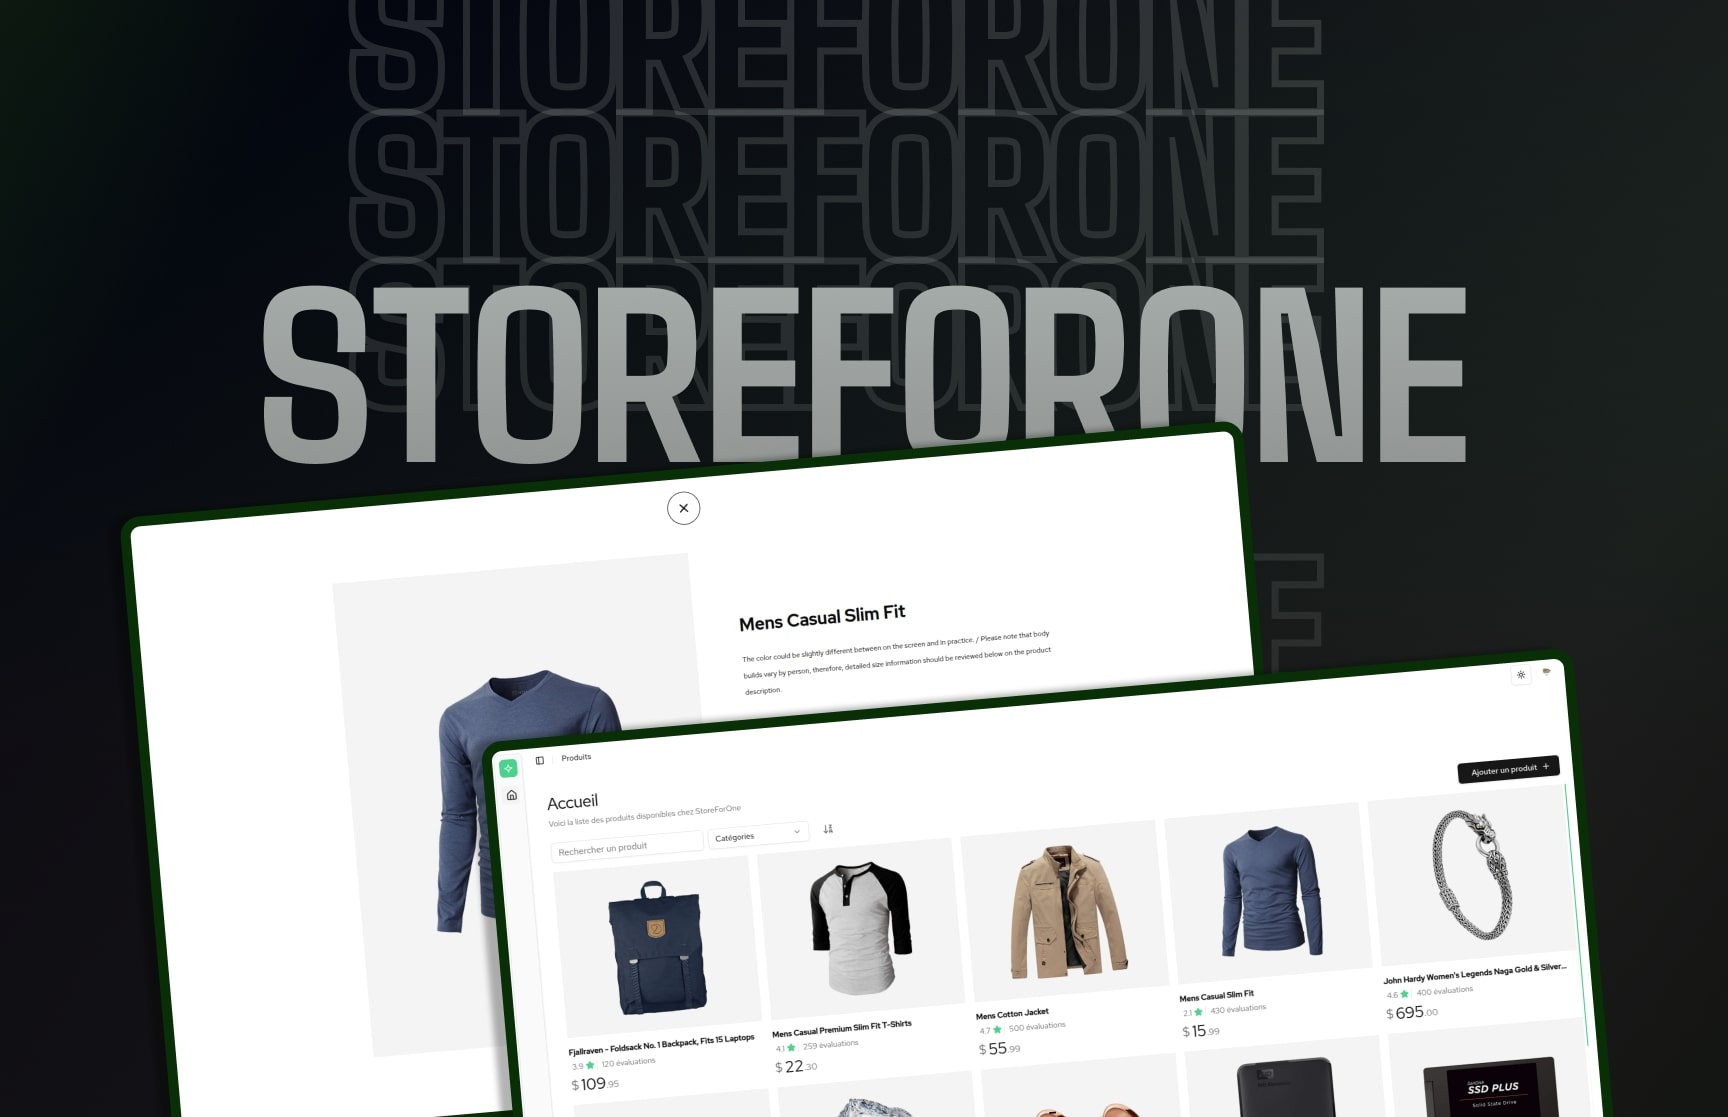 STOREFORONE
STOREFORONE
STOREFORONE
STOREFORONE
Mens Casual Slim Fit
The color could be slightly different between on the screen and in practice. / Please note that body
builds vary by person, therefore, detailed size information should be reviewed below on the product
description.
Produits
Accueil
Voici la liste des produits disponibles chez StoreForOne
Ajouter un produit +
Rechercher un produit
Catégories
Fjallraven - Foldsack No. 1 Backpack, Fits 15 Laptops
3.9 ★ 120 évaluations
$109.95
Mens Casual Premium Slim Fit T-Shirts
4.1 ★ 259 évaluations
$22.30
Mens Cotton Jacket
4.7 ★ 500 évaluations
$55.99
Mens Casual Slim Fit
2.1 ★ 430 évaluations
$15.99
John Hardy Women's Legends Naga Gold & Silver...
4.6 ★ 400 évaluations
$695.00
SanDisk
SSD PLUS
Solid State Drive